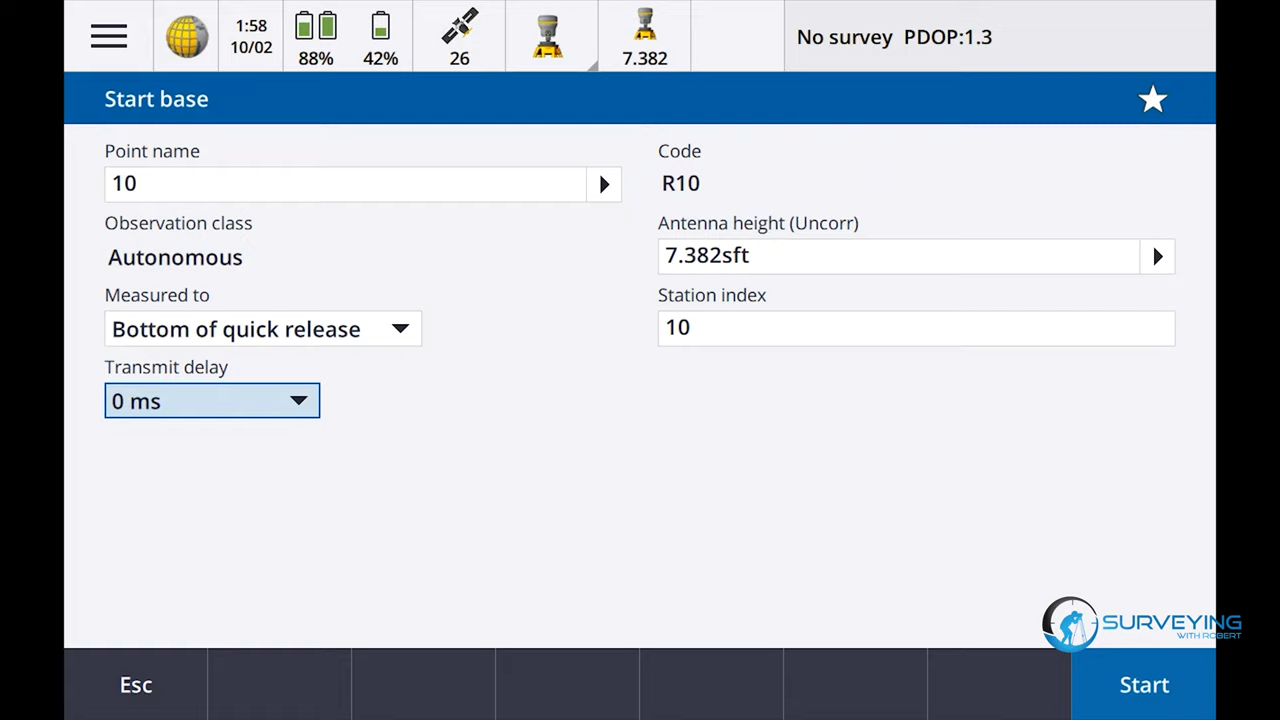 1:58
10/02
88%
42%
26
7.382
No survey PDOP:1.3
Start base
Point name
10
Code
R10
Observation class
Autonomous
Antenna height (Uncorr)
7.382sft
Measured to
Bottom of quick release
Station index
10
Transmit delay
0 ms
SURVEYING
WITH ROBERT
Esc
Start